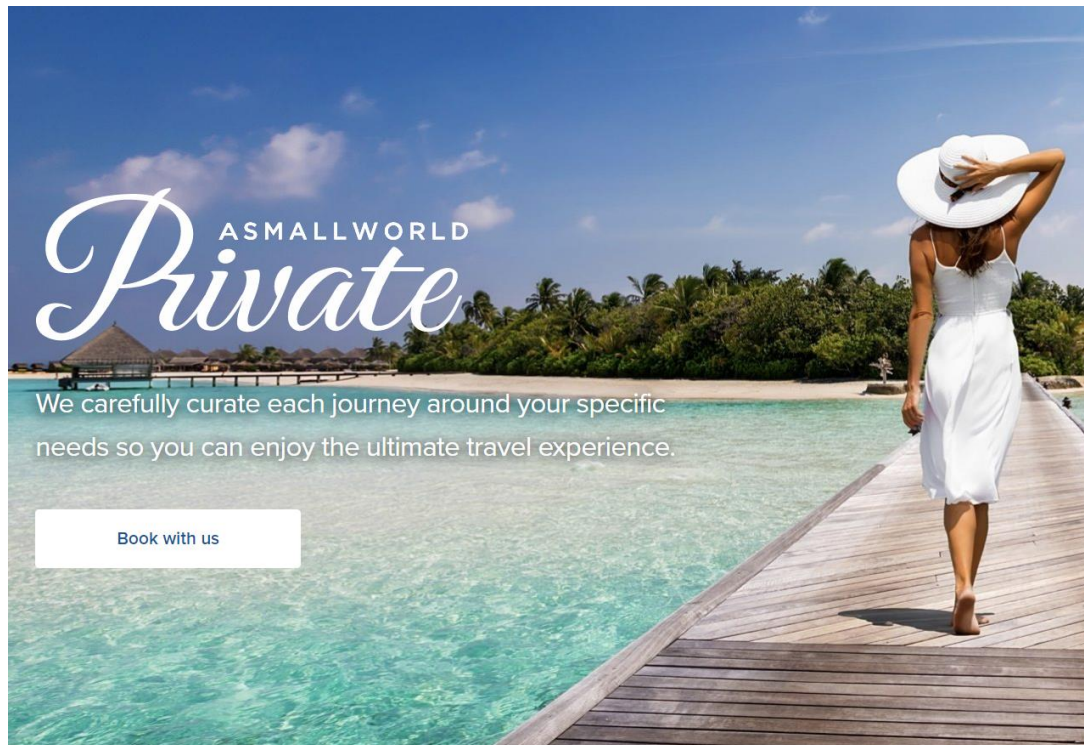 ASMALLWORLD
Private
We carefully curate each journey around your specific
needs so you can enjoy the ultimate travel experience.
Book with us